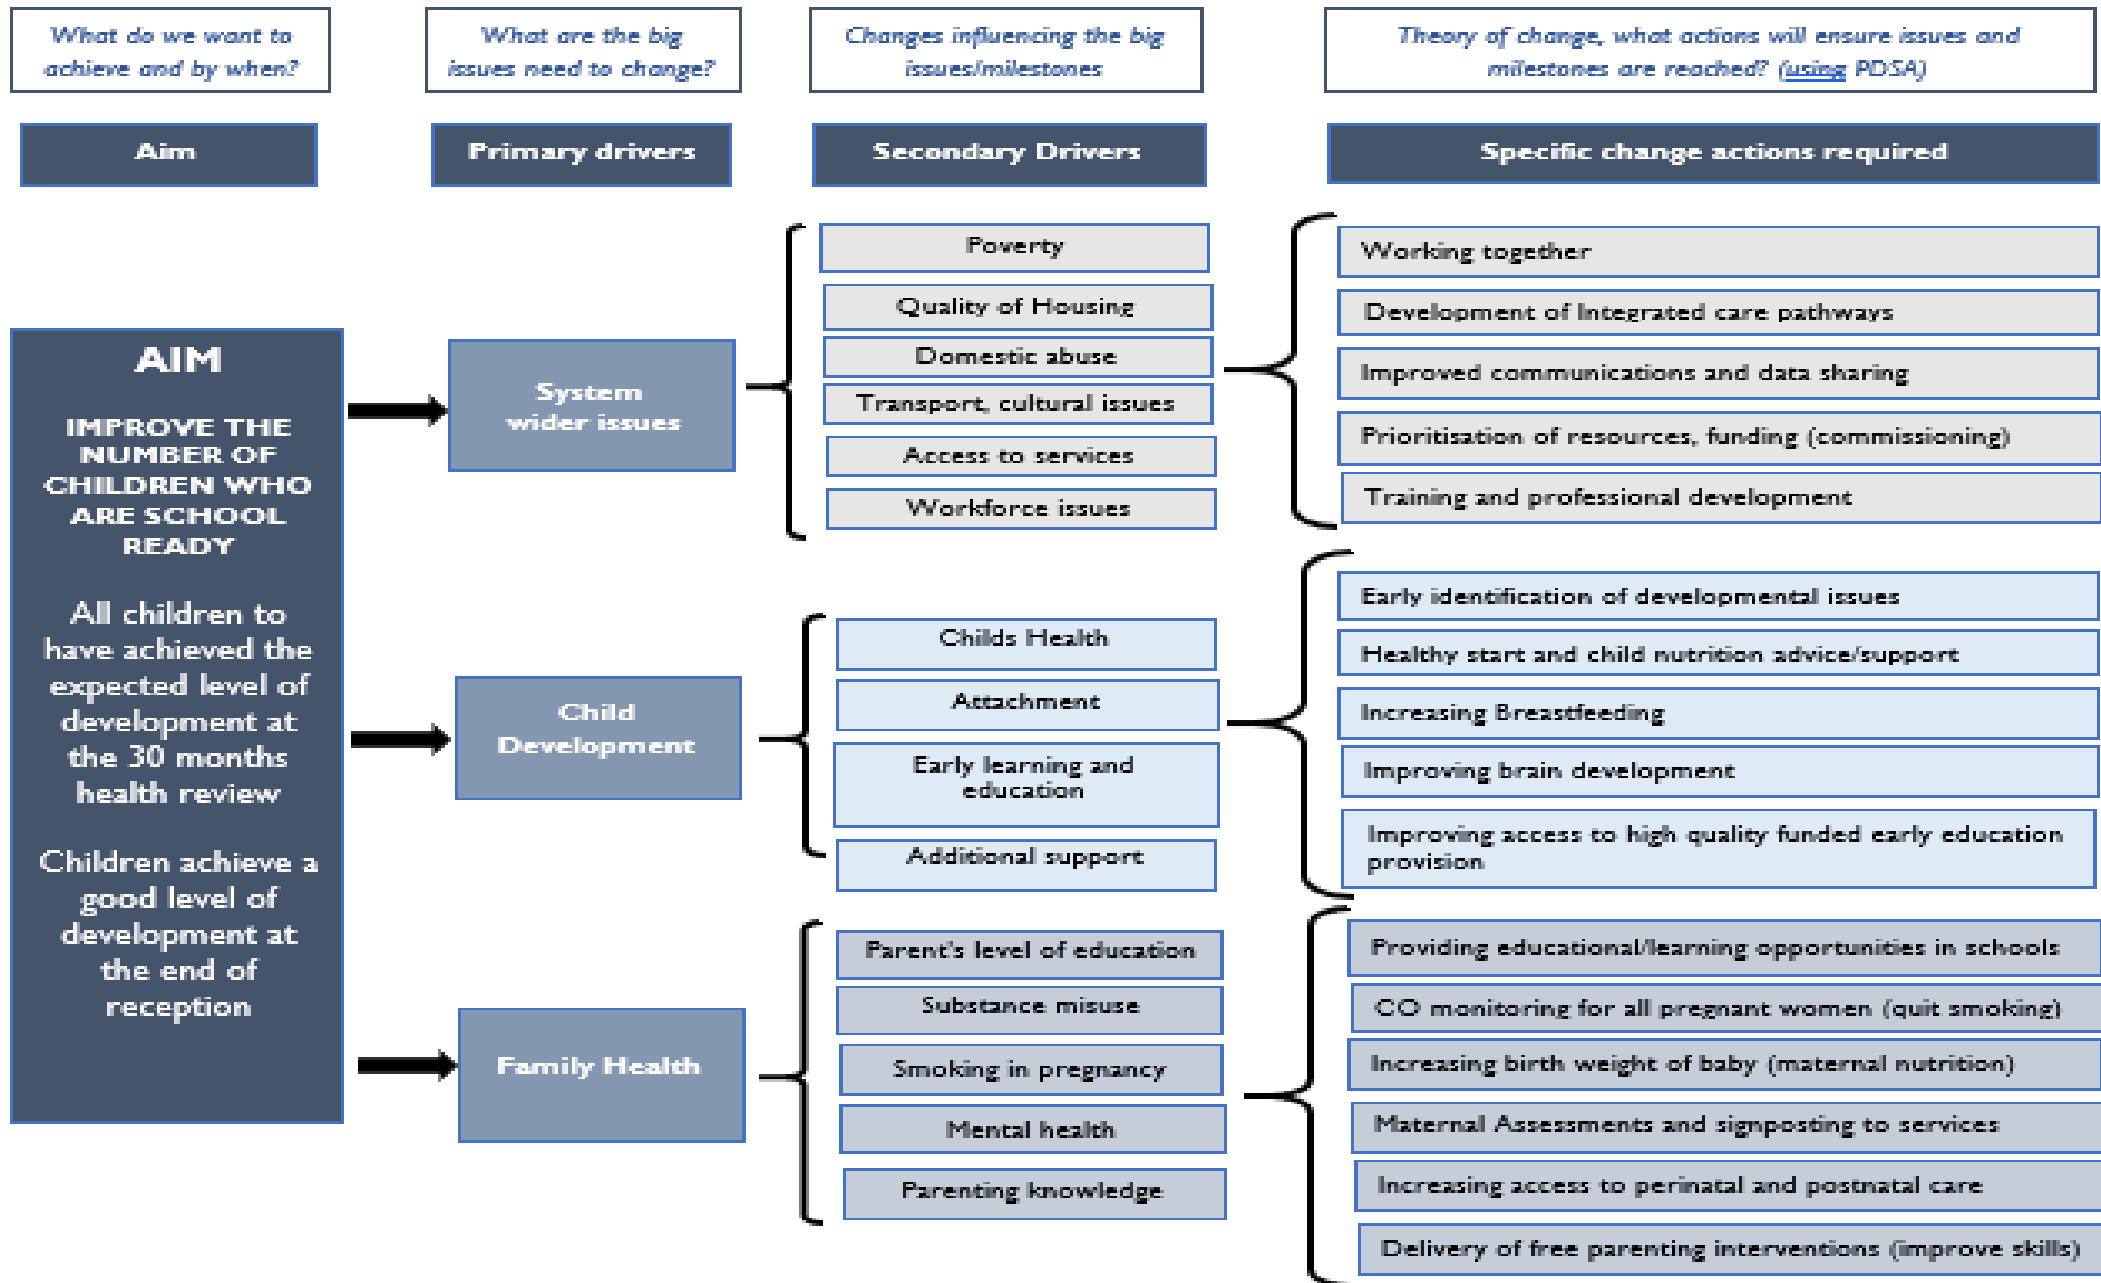 What do we want to
achieve and by when?
What are the big
issues need to change?
Changes influencing the big
issues/milestones
Theory of change, what actions will ensure issues and
milestones are reached? (using PDSA)
Aim
Primary drivers
Secondary Drivers
Specific change actions required
AIM
IMPROVE THE
NUMBER OF
CHILDREN WHO
ARE SCHOOL
READY
All children to
have achieved the
expected level of
development at
the 30 months
health review
Children achieve a
good level of
development at
the end of
reception
System
wider issues
Poverty
Quality of Housing
Domestic abuse
Transport, cultural issues
Access to services
Workforce issues
Working together
Development of Integrated care pathways
Improved communications and data sharing
Prioritisation of resources, funding (commissioning)
Training and professional development
Child
Development
Childs Health
Attachment
Early learning and
education
Additional support
Early identification of developmental issues
Healthy start and child nutrition advice/support
Increasing Breastfeeding
Improving brain development
Improving access to high quality funded early education
provision
Family Health
Parent's level of education
Substance misuse
Smoking in pregnancy
Mental health
Parenting knowledge
Providing educational/learning opportunities in schools
CO monitoring for all pregnant women (quit smoking)
Increasing birth weight of baby (maternal nutrition)
Maternal Assessments and signposting to services
Increasing access to perinatal and postnatal care
Delivery of free parenting interventions (improve skills)